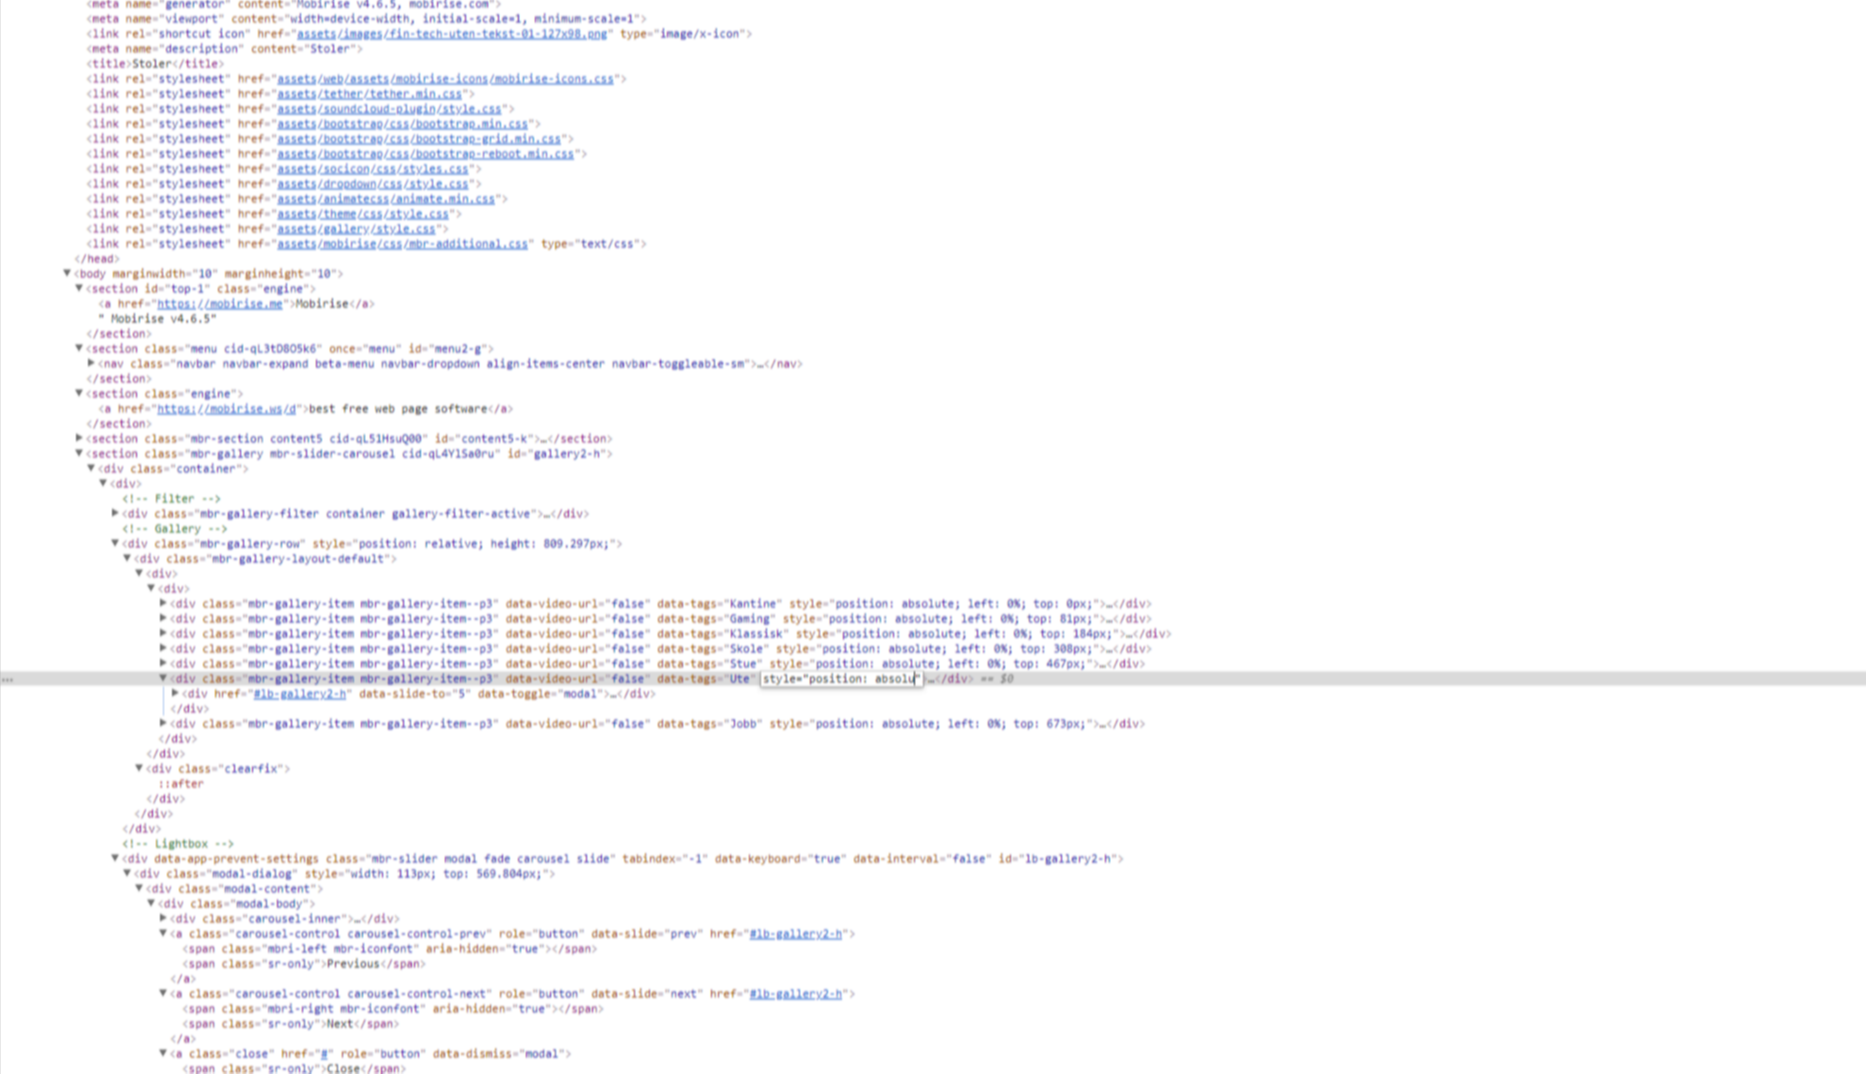 <meta name="generator" content="Mobirise v4.6.5, mobirise.com">
<meta name="viewport" content="width=device-width, initial-scale=1, minimum-scale=1">
<link rel="shortcut icon" href="assets/images/fin-tech-uten-tekst-01-127x98.png" type="image/x-icon">
<meta name="description" content="Stoler">
<title>Stoler</title>
<link rel="stylesheet" href="assets/web/assets/mobirise-icons/mobirise-icons.css">
<link rel="stylesheet" href="assets/tether/tether.min.css">
<link rel="stylesheet" href="assets/soundcloud-plugin/style.css">
<link rel="stylesheet" href="assets/bootstrap/css/bootstrap.min.css">
<link rel="stylesheet" href="assets/bootstrap/css/bootstrap-grid.min.css">
<link rel="stylesheet" href="assets/bootstrap/css/bootstrap-reboot.min.css">
<link rel="stylesheet" href="assets/socicon/css/styles.css">
<link rel="stylesheet" href="assets/dropdown/css/style.css">
<link rel="stylesheet" href="assets/animatecss/animate.min.css">
<link rel="stylesheet" href="assets/theme/css/style.css">
<link rel="stylesheet" href="assets/gallery/style.css">
<link rel="stylesheet" href="assets/mobirise/css/mbr-additional.css" type="text/css">
</head>
▼<body marginwidth="10" marginheight="10">
▼<section id="top-1" class="engine">
<a href="https://mobirise.me">Mobirise</a>
" Mobirise v4.6.5"
</section>
▼<section class="menu cid-qL3tD8O5k6" once="menu" id="menu2-g">
▶<nav class="navbar navbar-expand beta-menu navbar-dropdown align-items-center navbar-toggleable-sm">…</nav>
</section>
▼<section class="engine">
<a href="https://mobirise.ws/d">best free web page software</a>
</section>
▶<section class="mbr-section content5 cid-qL51HsuQ00" id="content5-k">…</section>
▼<section class="mbr-gallery mbr-slider-carousel cid-qL4YlSa0ru" id="gallery2-h">
▼<div class="container">
▼<div>
<!-- Filter -->
▶<div class="mbr-gallery-filter container gallery-filter-active">…</div>
<!-- Gallery -->
▼<div class="mbr-gallery-row" style="position: relative; height: 809.297px;">
▼<div class="mbr-gallery-layout-default">
▼<div>
▼<div>
▶<div class="mbr-gallery-item mbr-gallery-item--p3" data-video-url="false" data-tags="Kantine" style="position: absolute; left: 0%; top: 0px;">…</div>
▶<div class="mbr-gallery-item mbr-gallery-item--p3" data-video-url="false" data-tags="Gaming" style="position: absolute; left: 0%; top: 81px;">…</div>
▶<div class="mbr-gallery-item mbr-gallery-item--p3" data-video-url="false" data-tags="Klassisk" style="position: absolute; left: 0%; top: 184px;">…</div>
▶<div class="mbr-gallery-item mbr-gallery-item--p3" data-video-url="false" data-tags="Skole" style="position: absolute; left: 0%; top: 308px;">…</div>
▶<div class="mbr-gallery-item mbr-gallery-item--p3" data-video-url="false" data-tags="Stue" style="position: absolute; left: 0%; top: 467px;">…</div>
… ▼<div class="mbr-gallery-item mbr-gallery-item--p3" data-video-url="false" data-tags="Ute" style="position: absolu" …</div> == $0
▶<div href="#lb-gallery2-h" data-slide-to="5" data-toggle="modal">…</div>
</div>
▶<div class="mbr-gallery-item mbr-gallery-item--p3" data-video-url="false" data-tags="Jobb" style="position: absolute; left: 0%; top: 673px;">…</div>
</div>
</div>
▼<div class="clearfix">
::after
</div>
</div>
</div>
<!-- Lightbox -->
▼<div data-app-prevent-settings class="mbr-slider modal fade carousel slide" tabindex="-1" data-keyboard="true" data-interval="false" id="lb-gallery2-h">
▼<div class="modal-dialog" style="width: 113px; top: 569.804px;">
▼<div class="modal-content">
▼<div class="modal-body">
▶<div class="carousel-inner">…</div>
▼<a class="carousel-control carousel-control-prev" role="button" data-slide="prev" href="#lb-gallery2-h">
<span class="mbri-left mbr-iconfont" aria-hidden="true"></span>
<span class="sr-only">Previous</span>
</a>
▼<a class="carousel-control carousel-control-next" role="button" data-slide="next" href="#lb-gallery2-h">
<span class="mbri-right mbr-iconfont" aria-hidden="true"></span>
<span class="sr-only">Next</span>
</a>
▼<a class="close" href="#" role="button" data-dismiss="modal">
<span class="sr-only">Close</span>